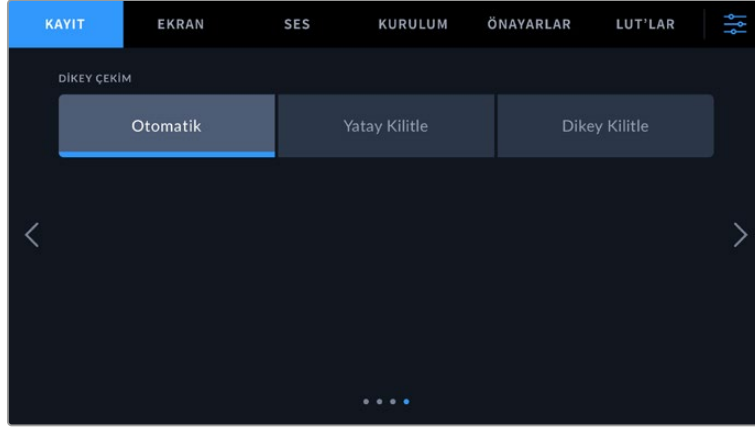 KAYIT EKRAN SES KURULUM ÖNAYARLAR LUT'LAR
DİKEY ÇEKİM
Otomatik Yatay Kilitle Dikey Kilitle